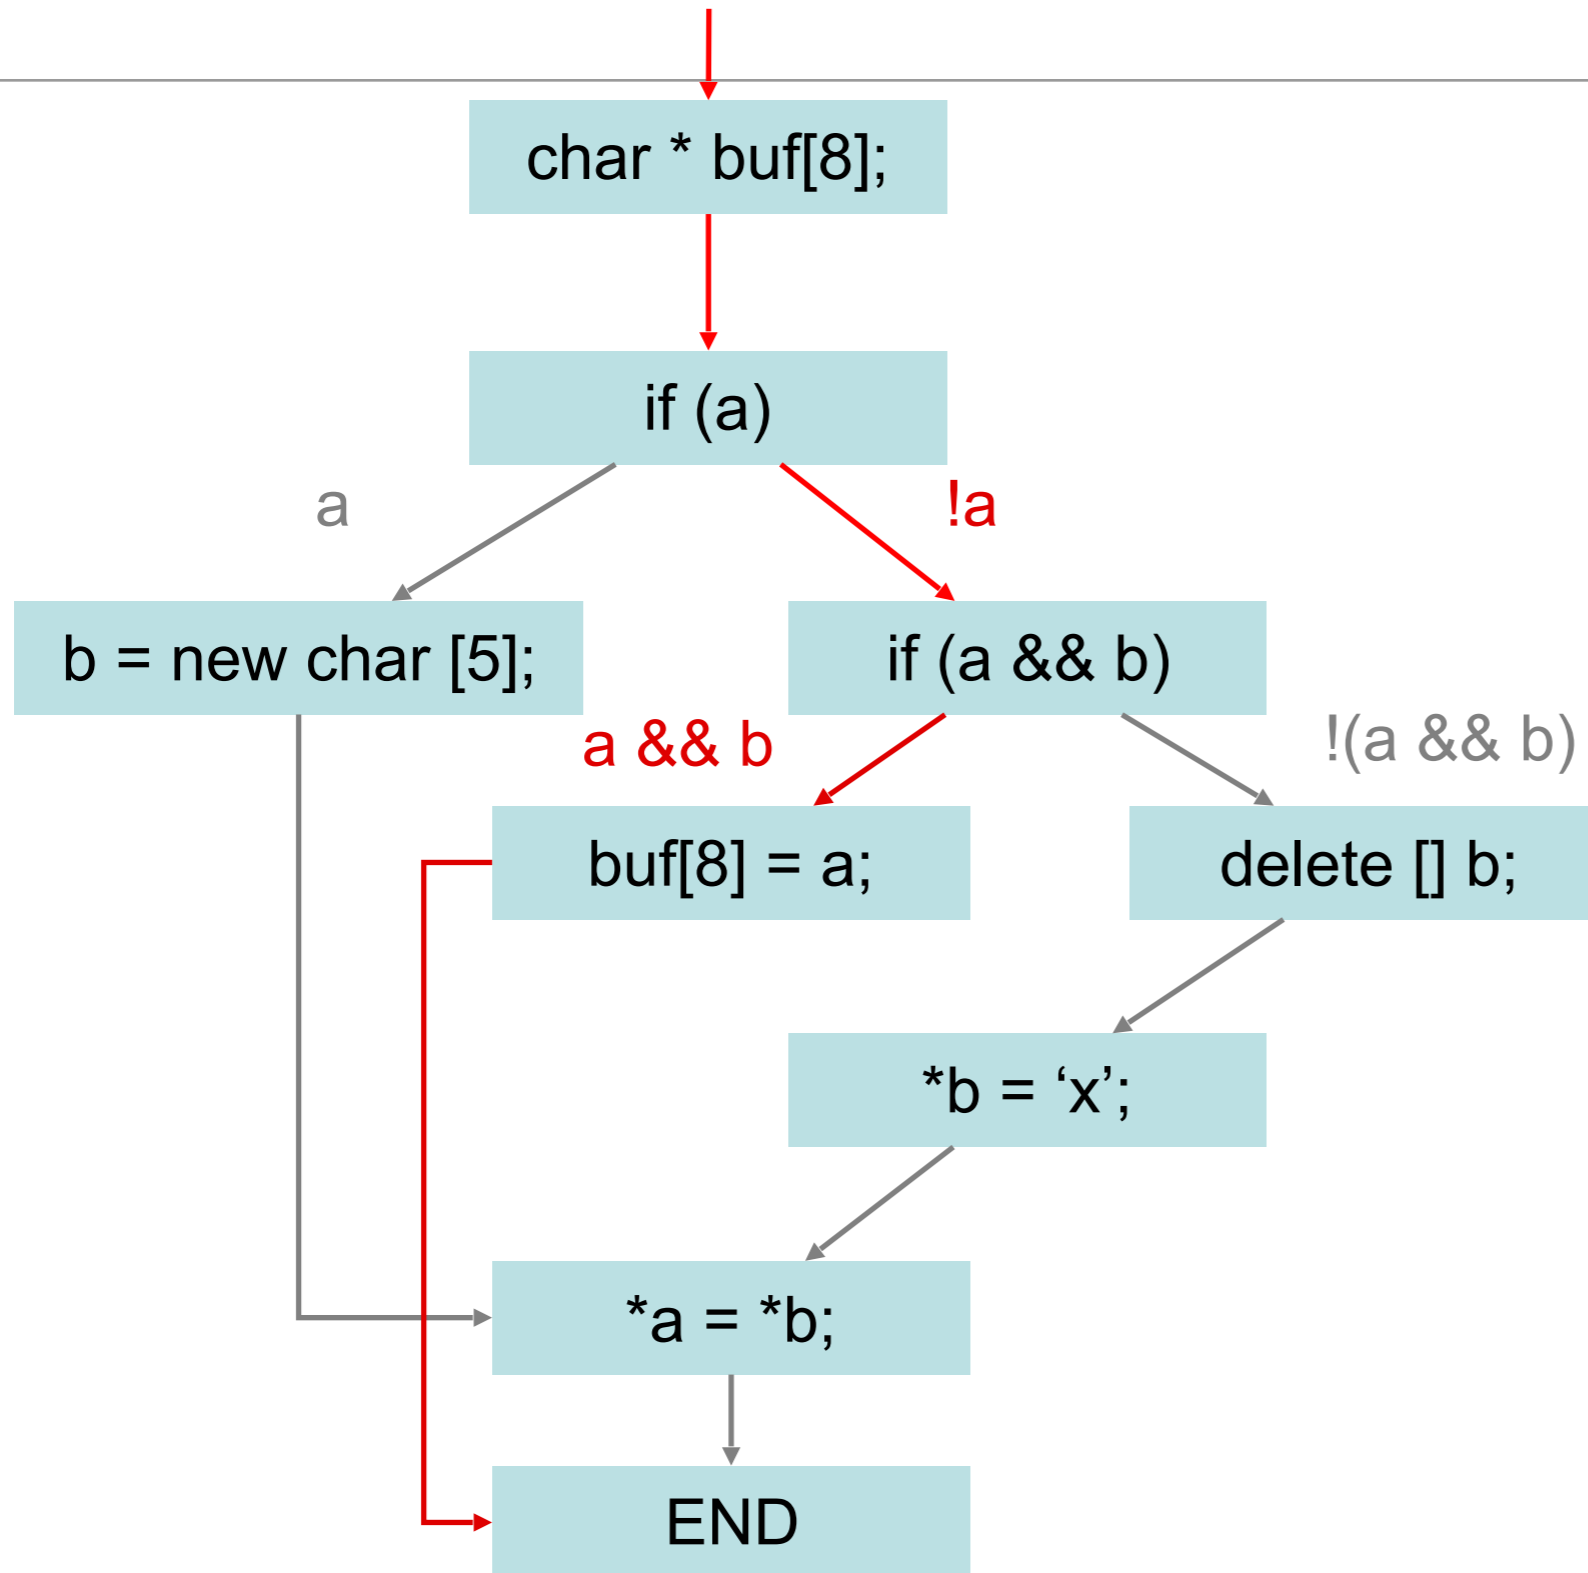 char * buf[8];
if (a)
a
!a
b = new char [5];
if (a && b)
a && b
!(a && b)
buf[8] = a;
delete [] b;
*b = ‘x’;
*a = *b;
END